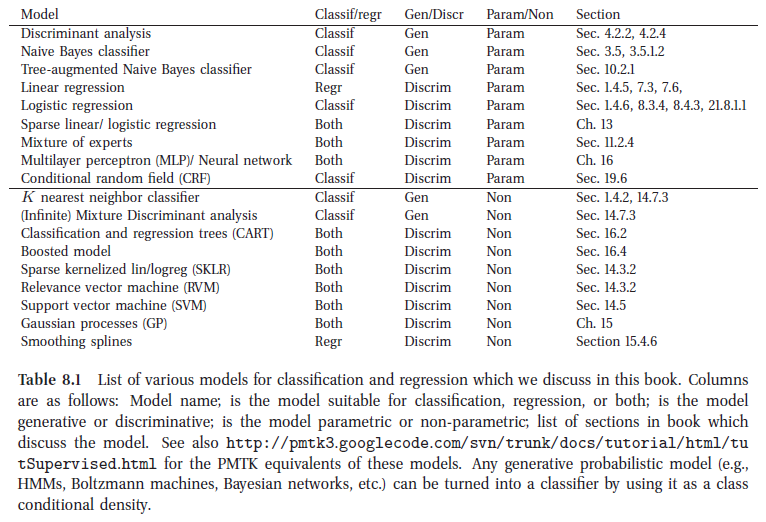 Model Classif/regr Gen/Discr Param/Non Section
Discriminant analysis Classif Gen Param Sec. 4.2.2, 4.2.4
Naive Bayes classifier Classif Gen Param Sec. 3.5, 3.5.1.2
Tree-augmented Naive Bayes classifier Classif Gen Param Sec. 10.2.1
Linear regression Regr Discrim Param Sec. 1.4.5, 7.3, 7.6,
Logistic regression Classif Discrim Param Sec. 1.4.6, 8.3.4, 8.4.3, 21.8.1.1
Sparse linear/ logistic regression Both Discrim Param Ch. 13
Mixture of experts Both Discrim Param Sec. 11.2.4
Multilayer perceptron (MLP)/ Neural network Both Discrim Param Ch. 16
Conditional random field (CRF) Classif Discrim Param Sec. 19.6
K nearest neighbor classifier Classif Gen Non Sec. 1.4.2, 14.7.3
(Infinite) Mixture Discriminant analysis Classif Gen Non Sec. 14.7.3
Classification and regression trees (CART) Both Discrim Non Sec. 16.2
Boosted model Both Discrim Non Sec. 16.4
Sparse kernelized lin/logreg (SKLR) Both Discrim Non Sec. 14.3.2
Relevance vector machine (RVM) Both Discrim Non Sec. 14.3.2
Support vector machine (SVM) Both Discrim Non Sec. 14.5
Gaussian processes (GP) Both Discrim Non Ch. 15
Smoothing splines Regr Discrim Non Section 15.4.6
Table 8.1 List of various models for classification and regression which we discuss in this book. Columns
are as follows: Model name; is the model suitable for classification, regression, or both; is the model
generative or discriminative; is the model parametric or non-parametric; list of sections in book which
discuss the model. See also http://pmtk3.googlecode.com/svn/trunk/docs/tutorial/html/tu
tSupervised.html for the PMTK equivalents of these models. Any generative probabilistic model (e.g.,
HMMs, Boltzmann machines, Bayesian networks, etc.) can be turned into a classifier by using it as a class
conditional density.